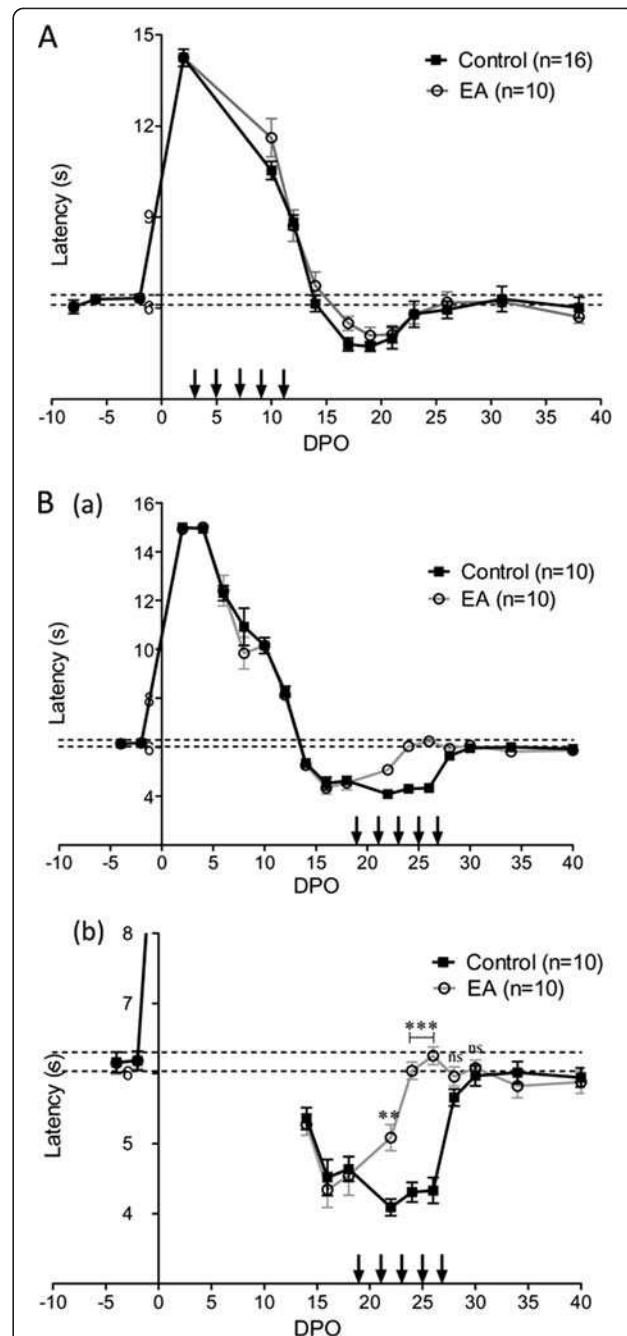 A
Control (n=16)
EA (n=10)
Latency (s)
15
12
9
6
-10 -5 0 5 10 15 20 25 30 35 40
DPO
B (a)
Control (n=10)
EA (n=10)
Latency (s)
16
14
12
10
8
6
4
-10 -5 0 5 10 15 20 25 30 35 40
DPO
(b)
Control (n=10)
EA (n=10)
Latency (s)
8
7
6
5
4
***
ns ns
**
-10 -5 0 5 10 15 20 25 30 35 40
DPO